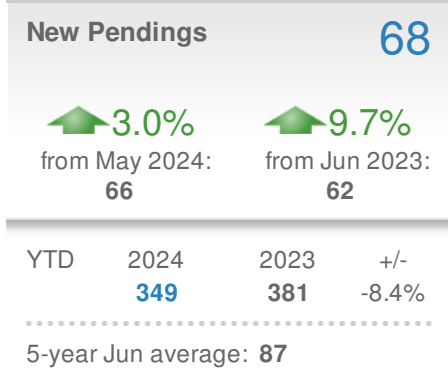 New Pendings 68
3.0% 9.7%
from May 2024: from Jun 2023:
66 62
YTD 2024 2023 +/-
349 381 -8.4%
5-year Jun average: 87